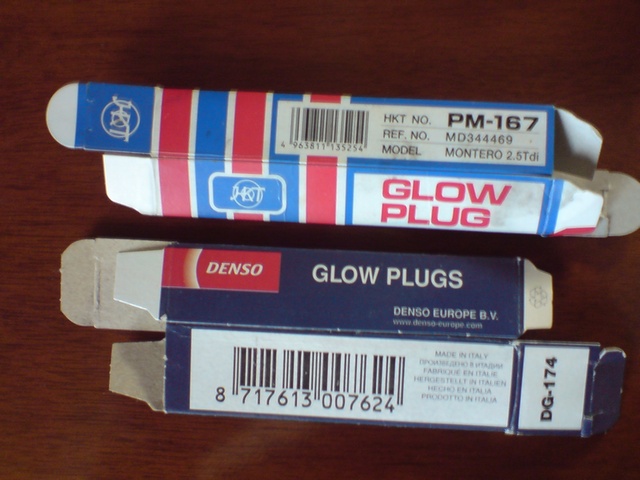 HKT
HKT NO. PM-167
REF. NO. MD344469
MODEL MONTERO 2.5Tdi
4 963811 135254
HKT
GLOW
PLUG
DENSO
GLOW PLUGS
DENSO EUROPE B.V.
www.denso-europe.com
8 717613 007624
MADE IN ITALY
ПРОИЗВЕДЕНО В ИТАЛИИ
FABRIQUE EN ITALIE
HERGESTELLT IN ITALIEN
HECHO EN ITALIA
PRODOTTO IN ITALIA
DG-174